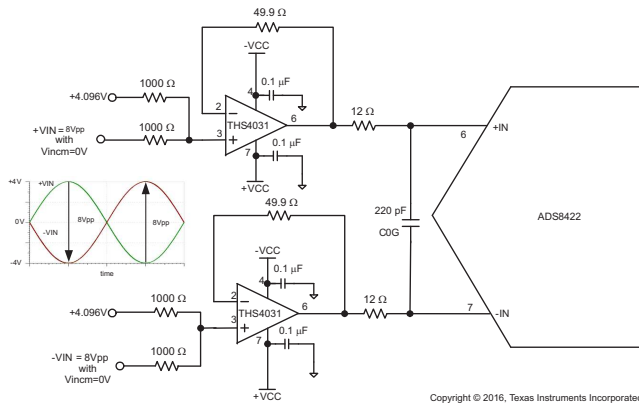 49.9 Ω
-VCC
1000 Ω
0.1 μF
+4.096V
4
2
6
12 Ω
THS4031
+VIN = 8Vpp
with
Vincm=0V
1000 Ω
3
0.1 μF
6
+IN
7
+VCC
+4V
+VIN
8Vpp
8Vpp
0V
-VIN
-4V
time
49.9 Ω
220 pF
C0G
ADS8422
-VCC
0.1 μF
4
1000 Ω
+4.096V
2
6
12 Ω
7
-IN
THS4031
3
0.1 μF
-VIN = 8Vpp
with
Vincm=0V
1000 Ω
7
+VCC
Copyright © 2016, Texas Instruments Incorporated